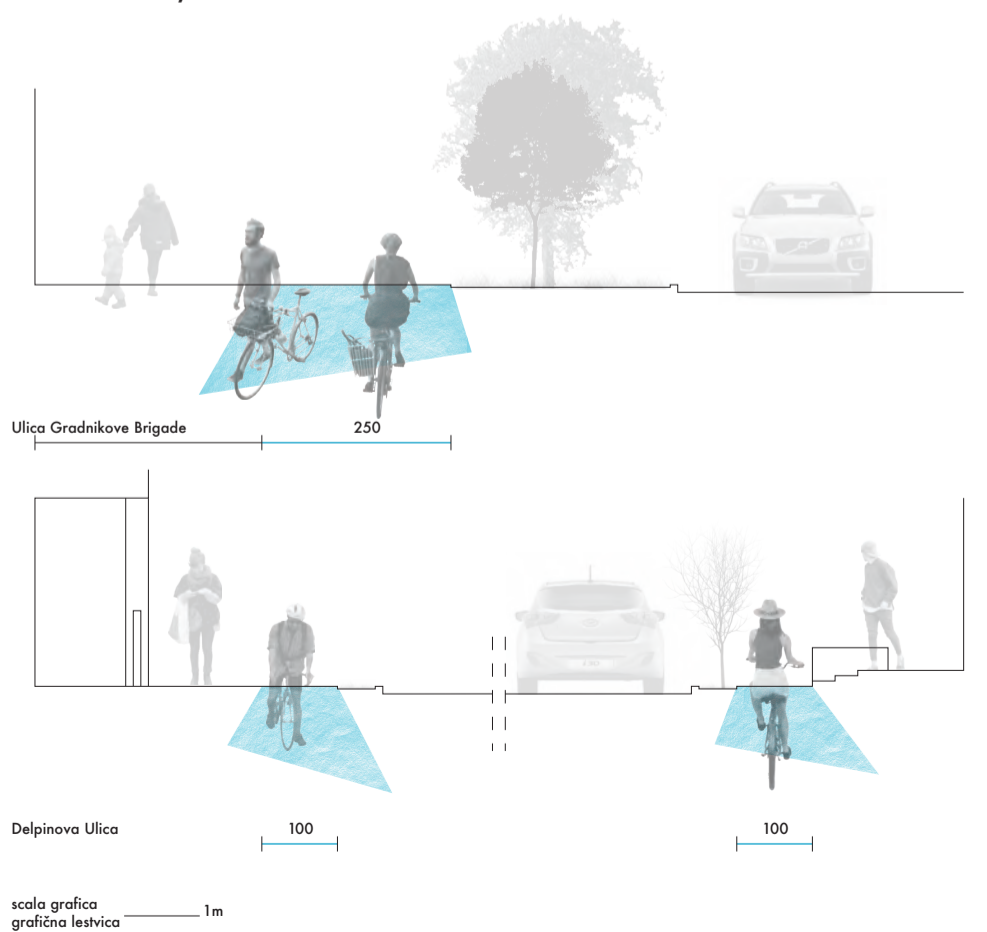 Ulica Gradnikove Brigade
250
Delpinova Ulica
100
100
scala grafica
grafična lestvica
1m